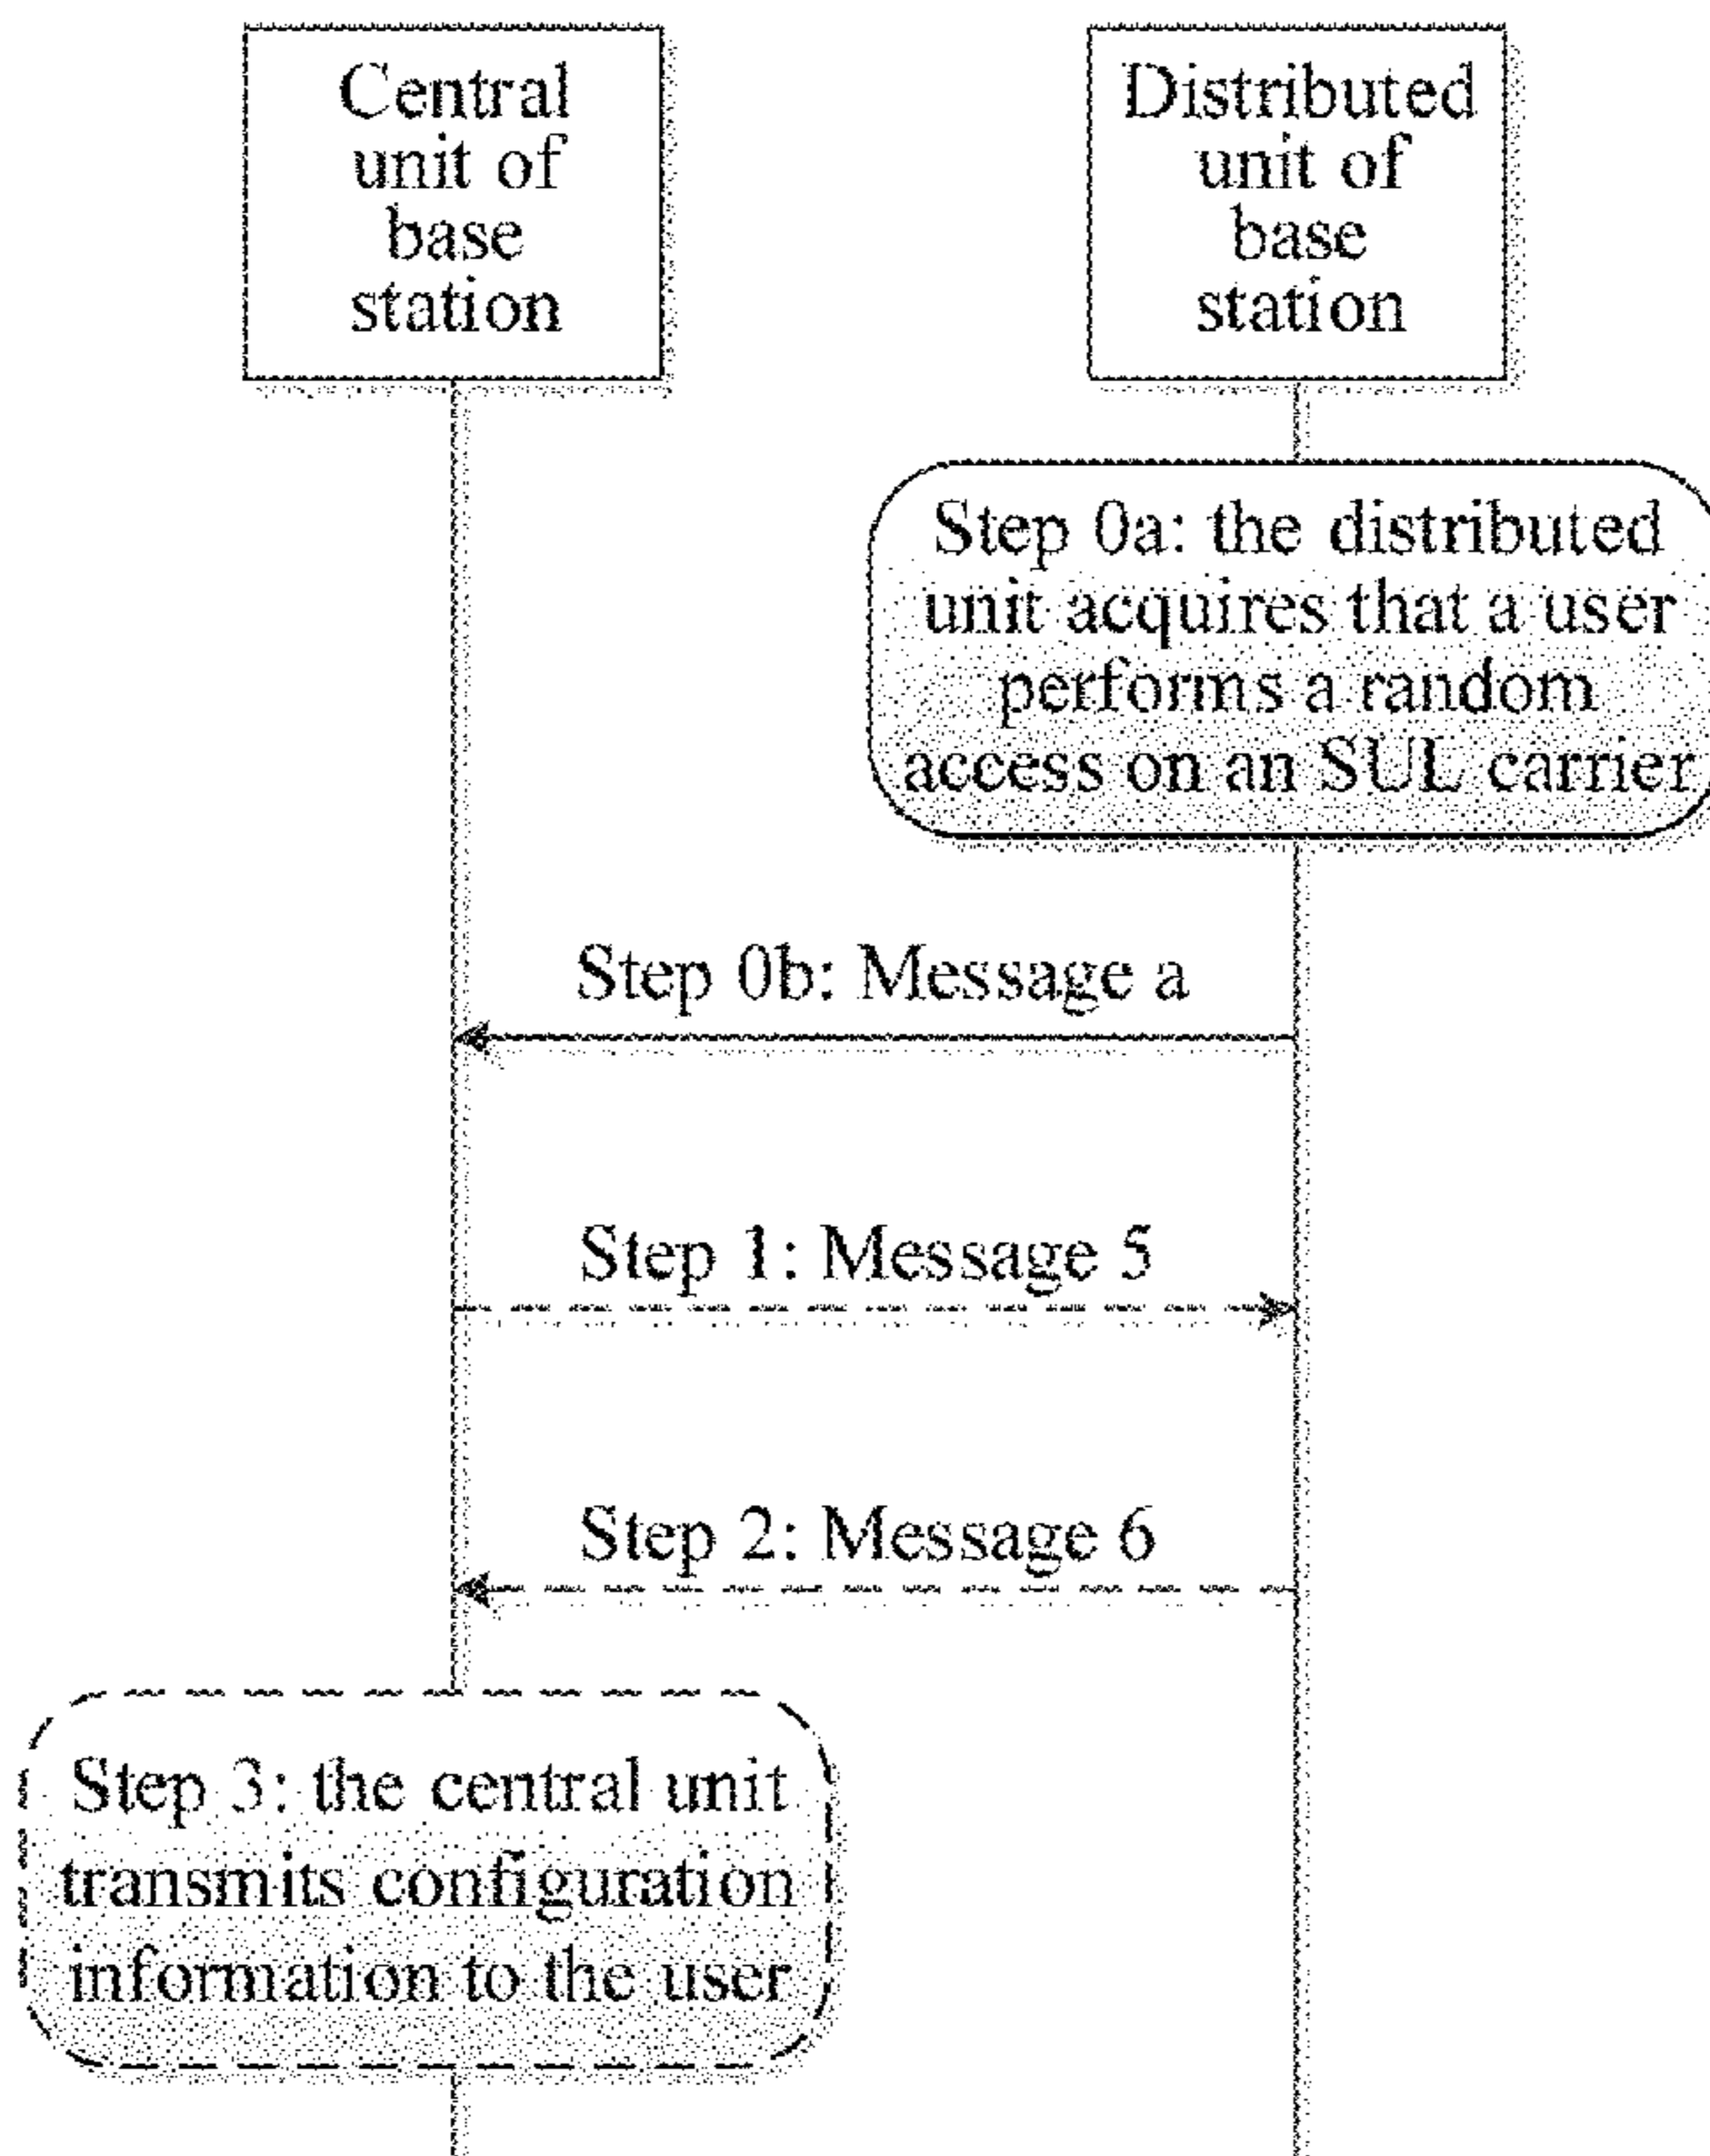 Central
unit of
base
station
Distributed
unit of
base
station
Step 0a: the distributed
unit acquires that a user
performs a random
access on an SUL carrier
Step 0b: Message a
Step 1: Message 5
Step 2: Message 6
Step 3: the central unit
transmits configuration
information to the user